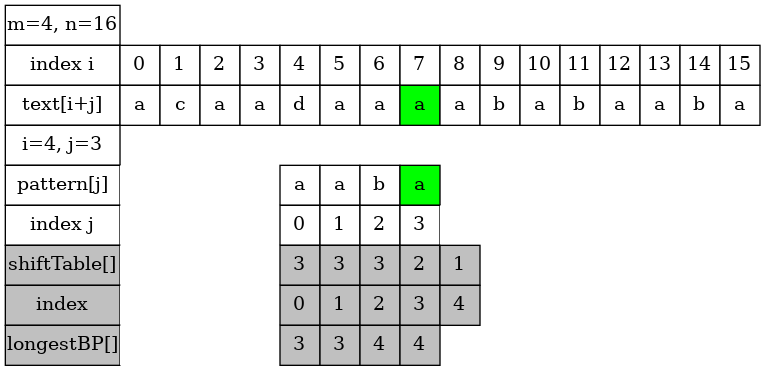 m=4, n=16
index i 0 1 2 3 4 5 6 7 8 9 10 11 12 13 14 15
text[i+j] a c a a d a a a a b a b a a b a
i=4, j=3
pattern[j] a a b a
index j 0 1 2 3
shiftTable[] 3 3 3 2 1
index 0 1 2 3 4
longestBP[] 3 3 4 4